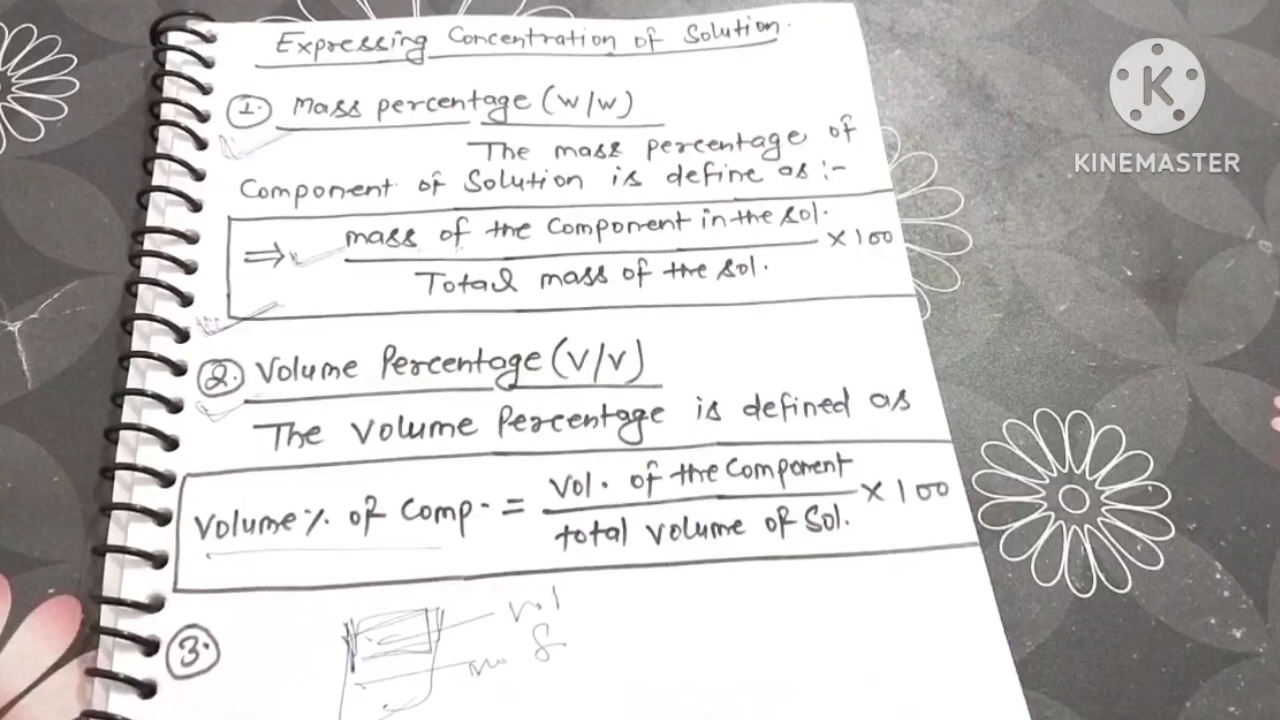 Expressing Concentration of Solution.
1. Mass percentage (w/w)
The mass percentage of
Component of Solution is define as :-
⇒ mass of the Component in the sol. × 100
Total mass of the sol.
2. Volume Percentage (V/V)
The Volume Percentage is defined as
Volume % of Comp. = Vol. of the Component × 100
total volume of Sol.
3.
K
KINEMASTER